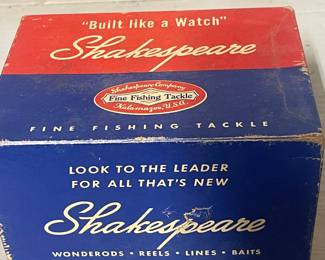 "Built like a Watch"
Shakespeare
Shakespeare Company
Fine Fishing Tackle
Kalamazoo, U.S.A.
FINE FISHING TACKLE
LOOK TO THE LEADER
FOR ALL THAT'S NEW
Shakespeare
WONDERODS • REELS • LINES • BAITS